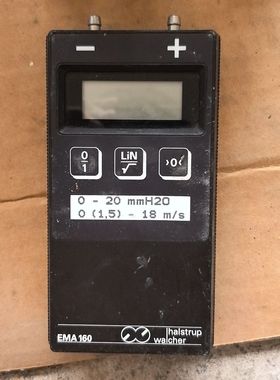 − +
0 LiN >0<
1 √
0 - 20 mmH2O
0 (1,5) - 18 m/s
halstrup
EMA 160 walcher